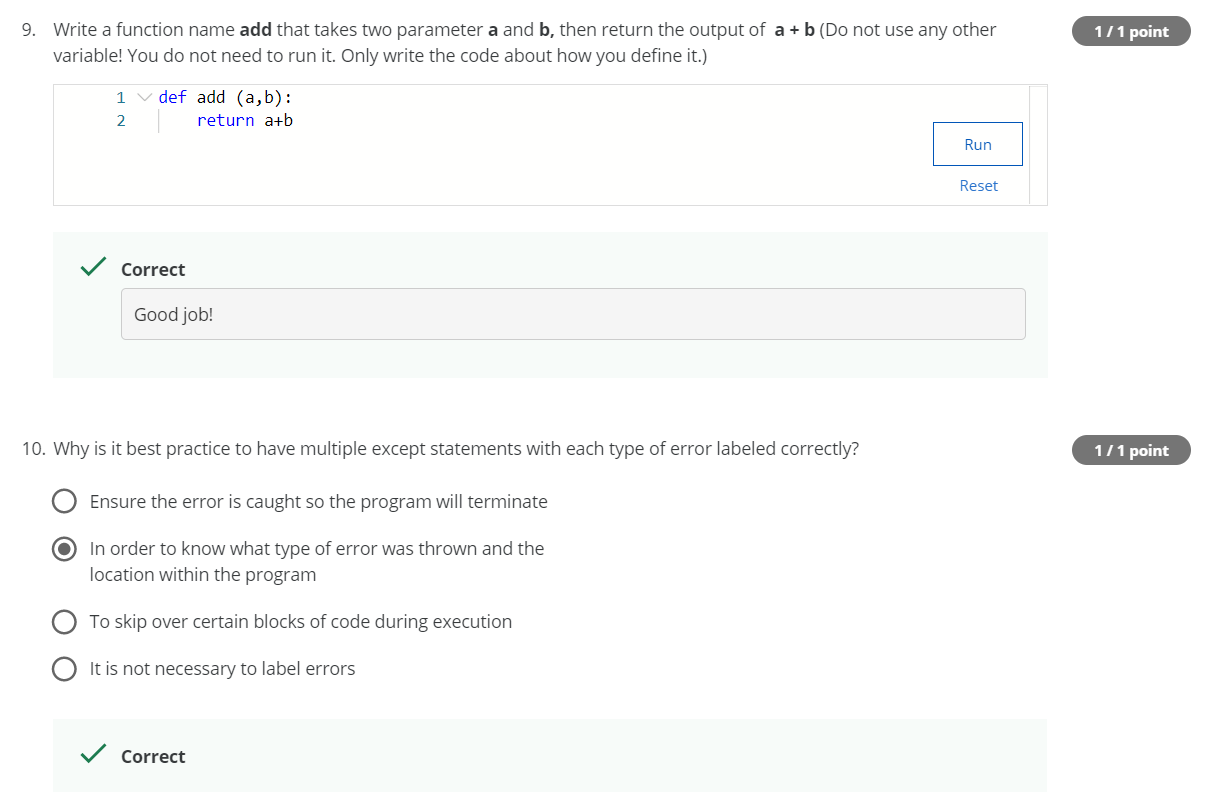 9. Write a function name add that takes two parameter a and b, then return the output of a + b (Do not use any other
1 / 1 point
variable! You do not need to run it. Only write the code about how you define it.)
1 def add (a,b):
2     return a+b
Run
Reset
Correct
Good job!
10. Why is it best practice to have multiple except statements with each type of error labeled correctly?
1 / 1 point
Ensure the error is caught so the program will terminate
In order to know what type of error was thrown and the
location within the program
To skip over certain blocks of code during execution
It is not necessary to label errors
Correct